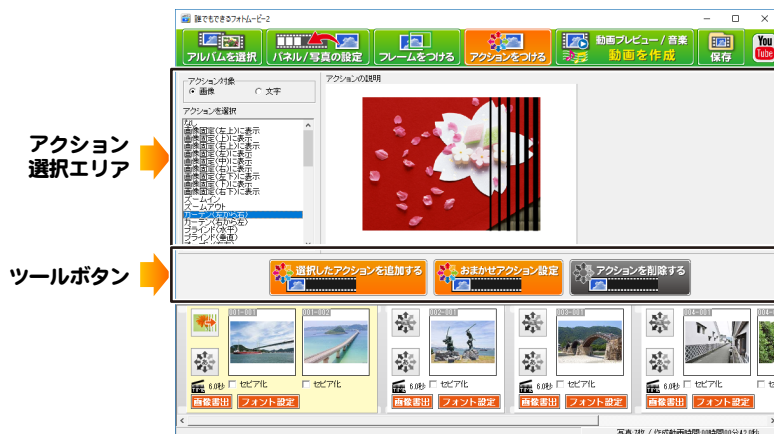 誰でもできるフォトムービー2
アルバムを選択
パネル/写真の設定
フレームをつける
アクションをつける
動画プレビュー/音楽
動画を作成
保存
You
Tube
アクション
選択エリア
アクション対象
画像
文字
アクションを選択
なし
画像固定(左上)に表示
画像固定(上)に表示
画像固定(右上)に表示
画像固定(左)に表示
画像固定(中)に表示
画像固定(右)に表示
画像固定(左下)に表示
画像固定(下)に表示
画像固定(右下)に表示
ズームイン
ズームアウト
カーテン(左から右)
カーテン(右から左)
ブラインド(水平)
ブラインド(垂直)
アクションの説明
ツールボタン
選択したアクションを追加する
おまかせアクション設定
アクションを削除する
001-001
001-002
6.0秒
セピア化
セピア化
画像書出
フォント設定
002-001
6.0秒
セピア化
画像書出
フォント設定
003-001
6.0秒
セピア化
画像書出
フォント設定
004-001
6.0秒
セピア化
画像書出
フォント設定